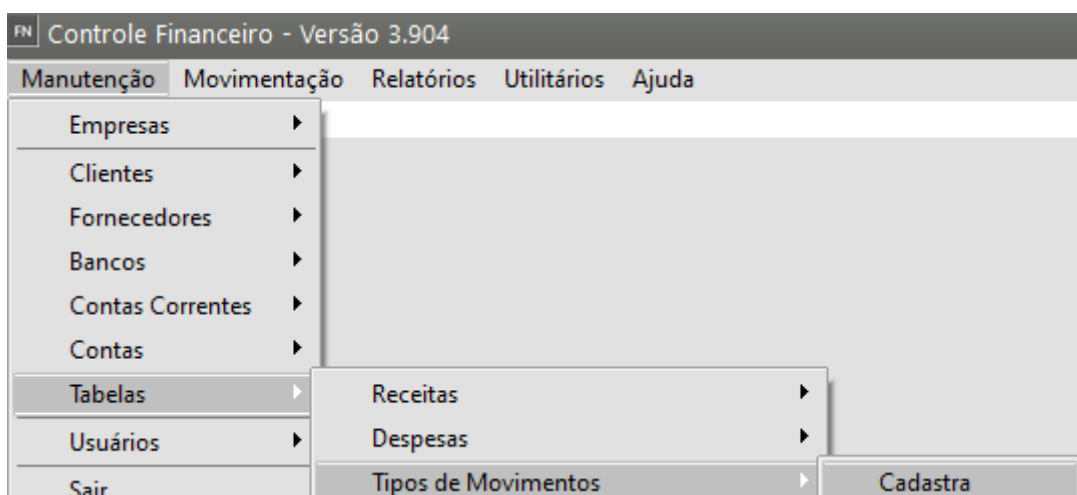 FN Controle Financeiro - Versão 3.904
Manutenção Movimentação Relatórios Utilitários Ajuda
Empresas
Clientes
Fornecedores
Bancos
Contas Correntes
Contas
Tabelas Receitas
Usuários Despesas
Sair Tipos de Movimentos Cadastra